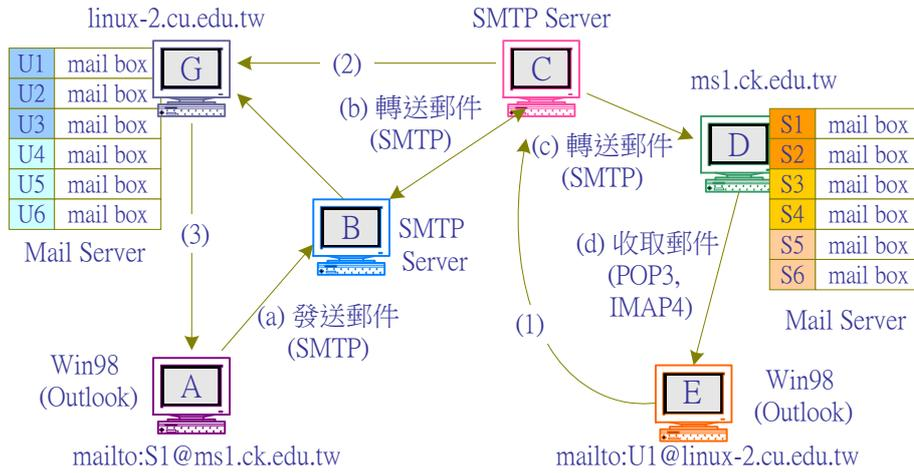 linux-2.cu.edu.tw
SMTP Server
U1 mail box
U2 mail box
U3 mail box
U4 mail box
U5 mail box
U6 mail box
Mail Server
G
(2)
C
(b) 轉送郵件
(SMTP)
ms1.ck.edu.tw
(c) 轉送郵件
(SMTP)
D
S1 mail box
S2 mail box
S3 mail box
S4 mail box
S5 mail box
S6 mail box
Mail Server
(3)
B
SMTP
Server
(d) 收取郵件
(POP3,
IMAP4)
(a) 發送郵件
(SMTP)
(1)
Win98
(Outlook)
A
E
Win98
(Outlook)
mailto:S1@ms1.ck.edu.tw
mailto:U1@linux-2.cu.edu.tw